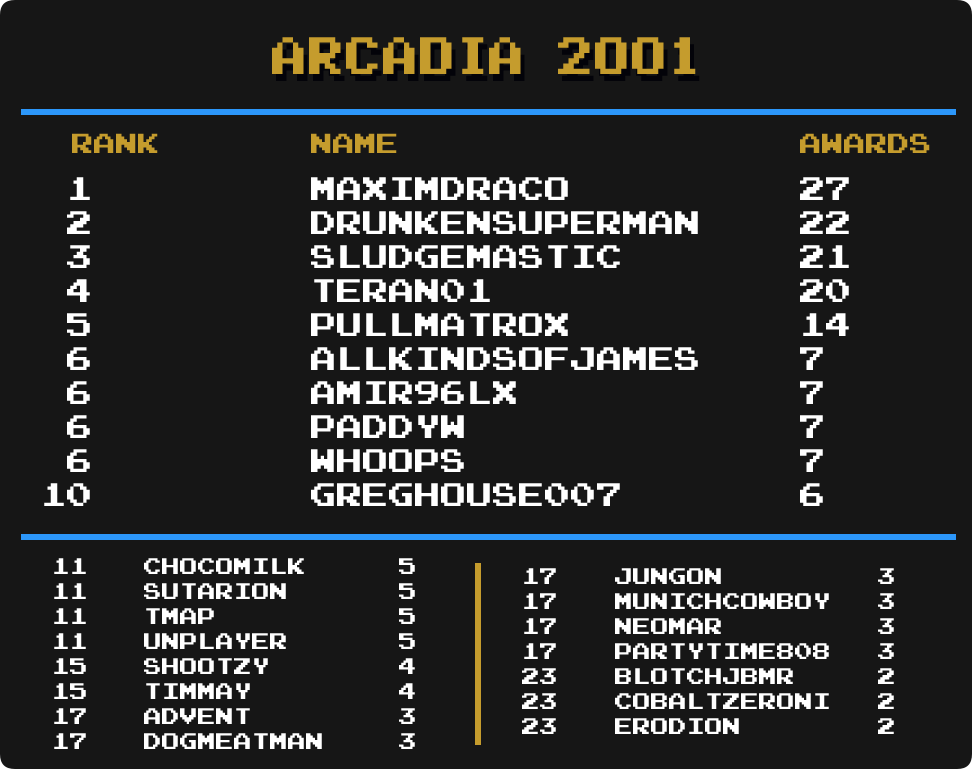 ARCADIA 2001
RANK NAME AWARDS
1 MAXIMDRACO 27
2 DRUNKENSUPERMAN 22
3 SLUDGEMASTIC 21
4 TERAN01 20
5 PULLMATROX 14
6 ALLKINDSOFJAMES 7
6 AMIR96LX 7
6 PADDYW 7
6 WHOOPS 7
10 GREGHOUSE007 6
11 CHOCOMILK 5
11 SUTARION 5
11 TMAP 5
11 UNPLAYER 5
15 SHOOTZY 4
15 TIMMAY 4
17 ADVENT 3
17 DOGMEATMAN 3
17 JUNGON 3
17 MUNICHCOWBOY 3
17 NEOMAR 3
17 PARTYTIME808 3
23 BLOTCHJBMR 2
23 COBALTZERONI 2
23 ERODION 2